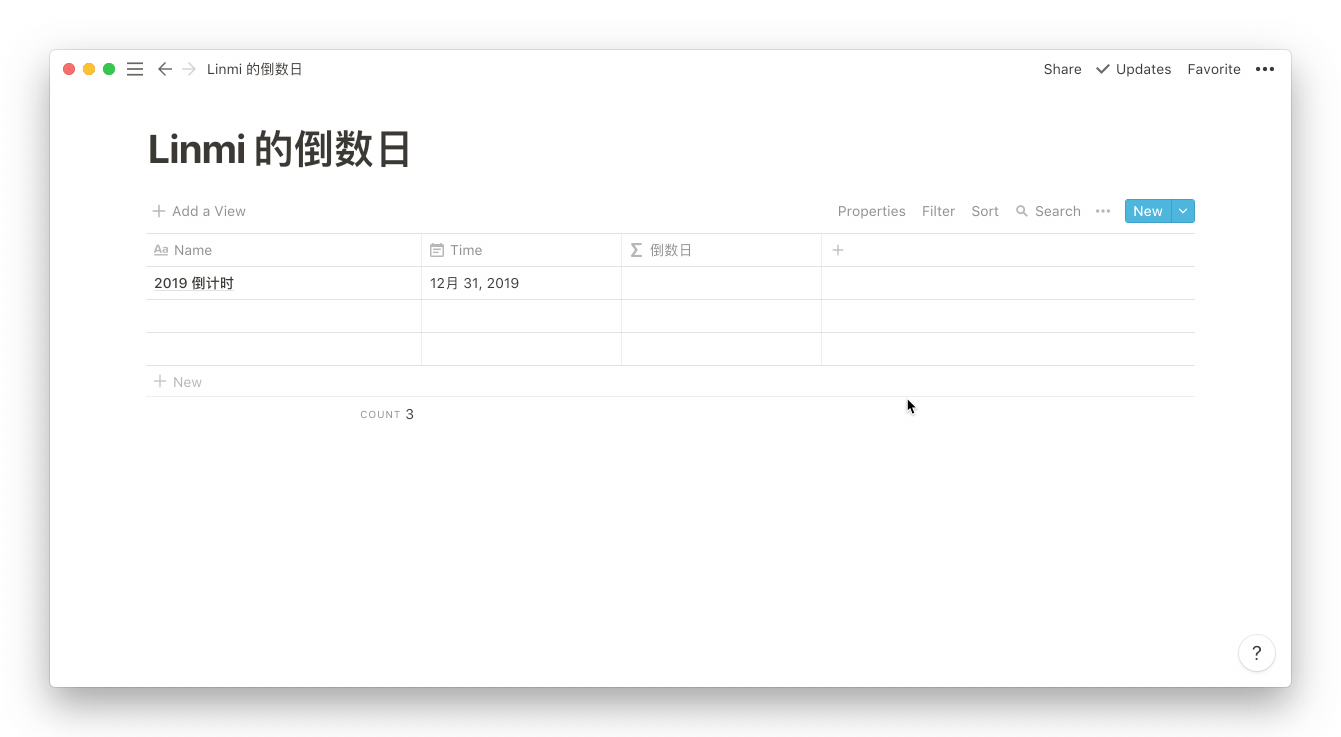 Linmi 的倒数日 Share Updates Favorite •••
Linmi 的倒数日
Add a View Properties Filter Sort Search ••• New
Aa Name Time Σ 倒数日 +
2019 倒计时 12月 31, 2019
+ New
COUNT 3
?